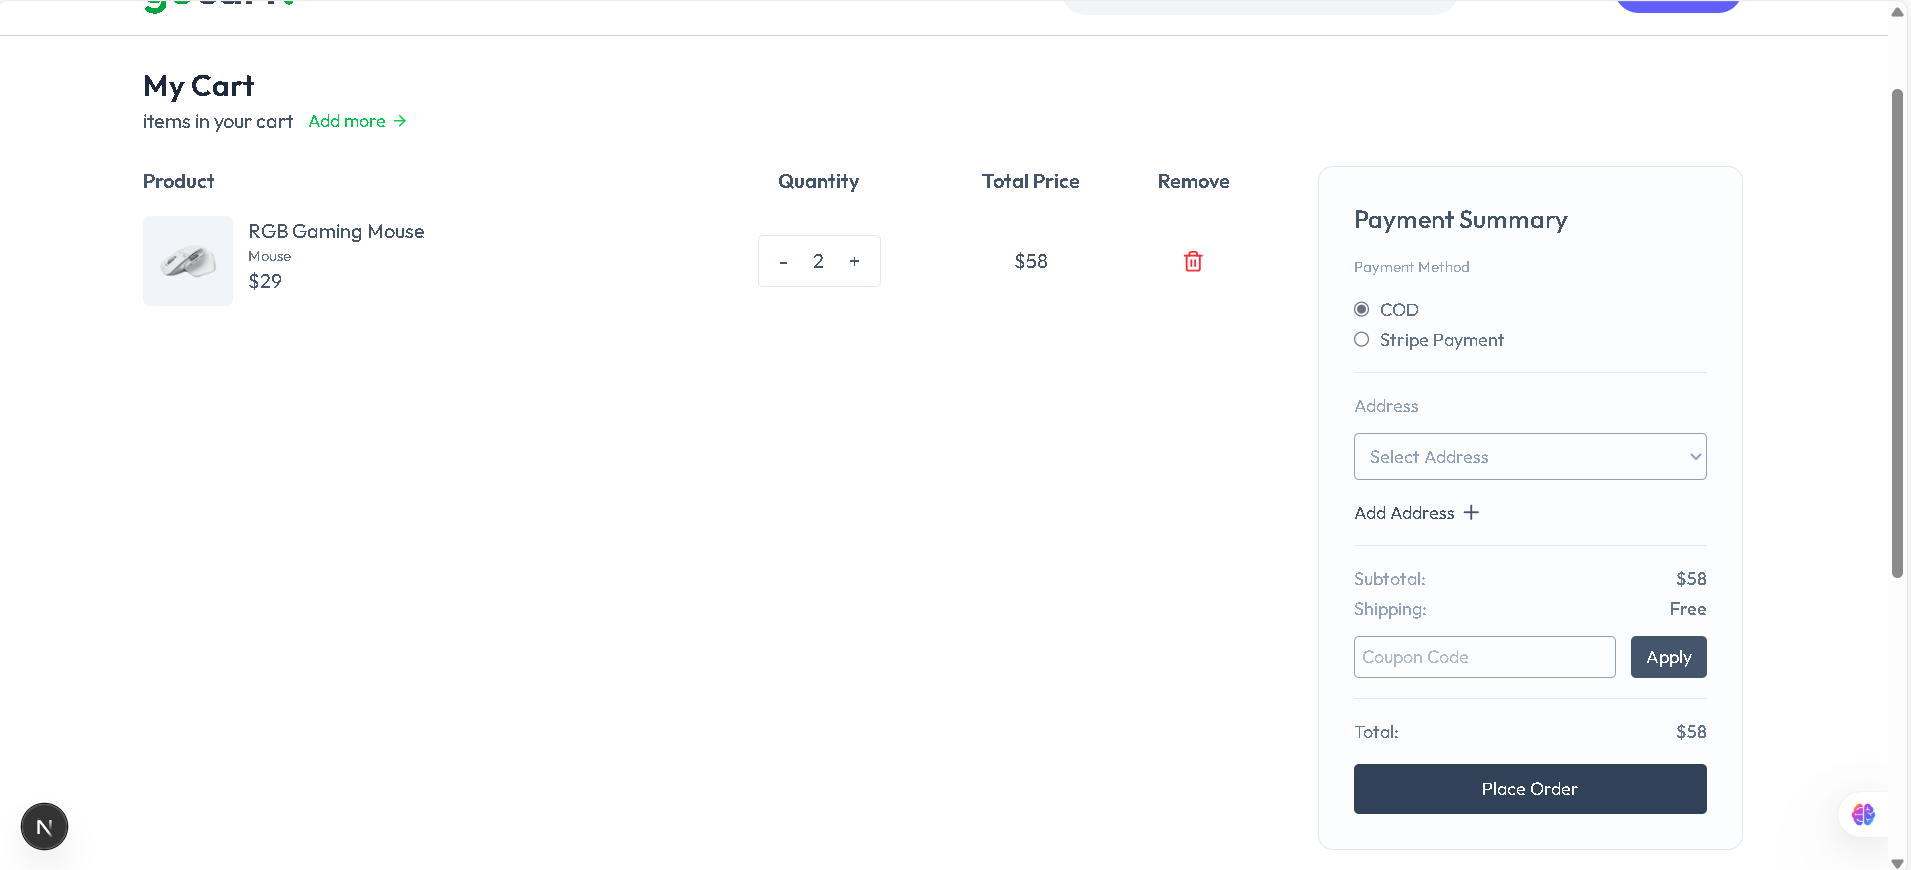 My Cart
items in your cart Add more →
Product Quantity Total Price Remove
RGB Gaming Mouse
Mouse
$29
- 2 +
$58
Payment Summary
Payment Method
COD
Stripe Payment
Address
Select Address
Add Address +
Subtotal: $58
Shipping: Free
Coupon Code Apply
Total: $58
Place Order
N